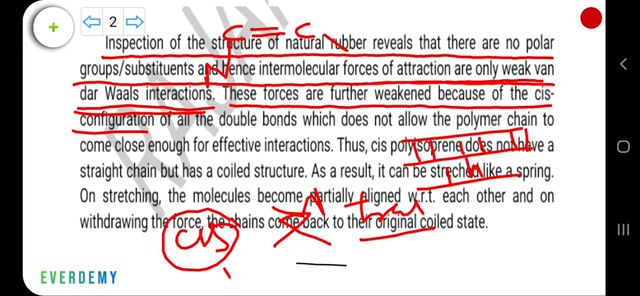 2
C = C
Inspection of the structure of natural rubber reveals that there are no polar
groups/substituents and hence intermolecular forces of attraction are only weak van
dar Waals interactions. These forces are further weakened because of the cis-
configuration of all the double bonds which does not allow the polymer chain to
come close enough for effective interactions. Thus, cis polyisoprene does not have a
straight chain but has a coiled structure. As a result, it can be streched like a spring.
On stretching, the molecules become partially aligned w.r.t. each other and on
withdrawing the force, the chains come back to their original coiled state.
cis
EVERDEMY